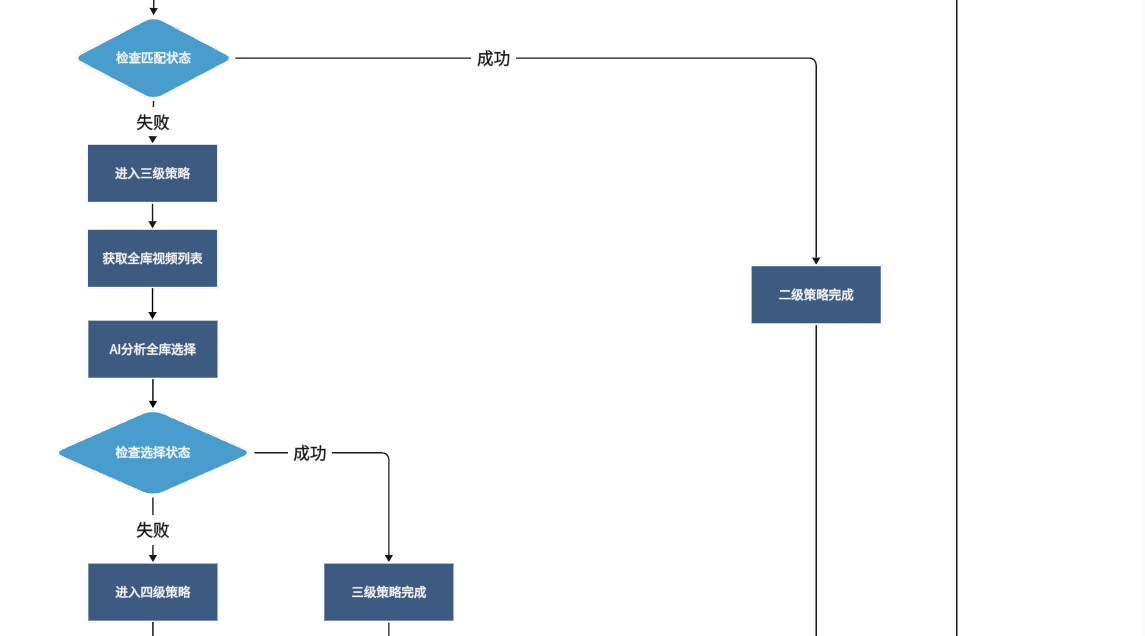 检查匹配状态
成功
失败
进入三级策略
获取全库视频列表
二级策略完成
AI分析全库选择
检查选择状态
成功
失败
进入四级策略
三级策略完成